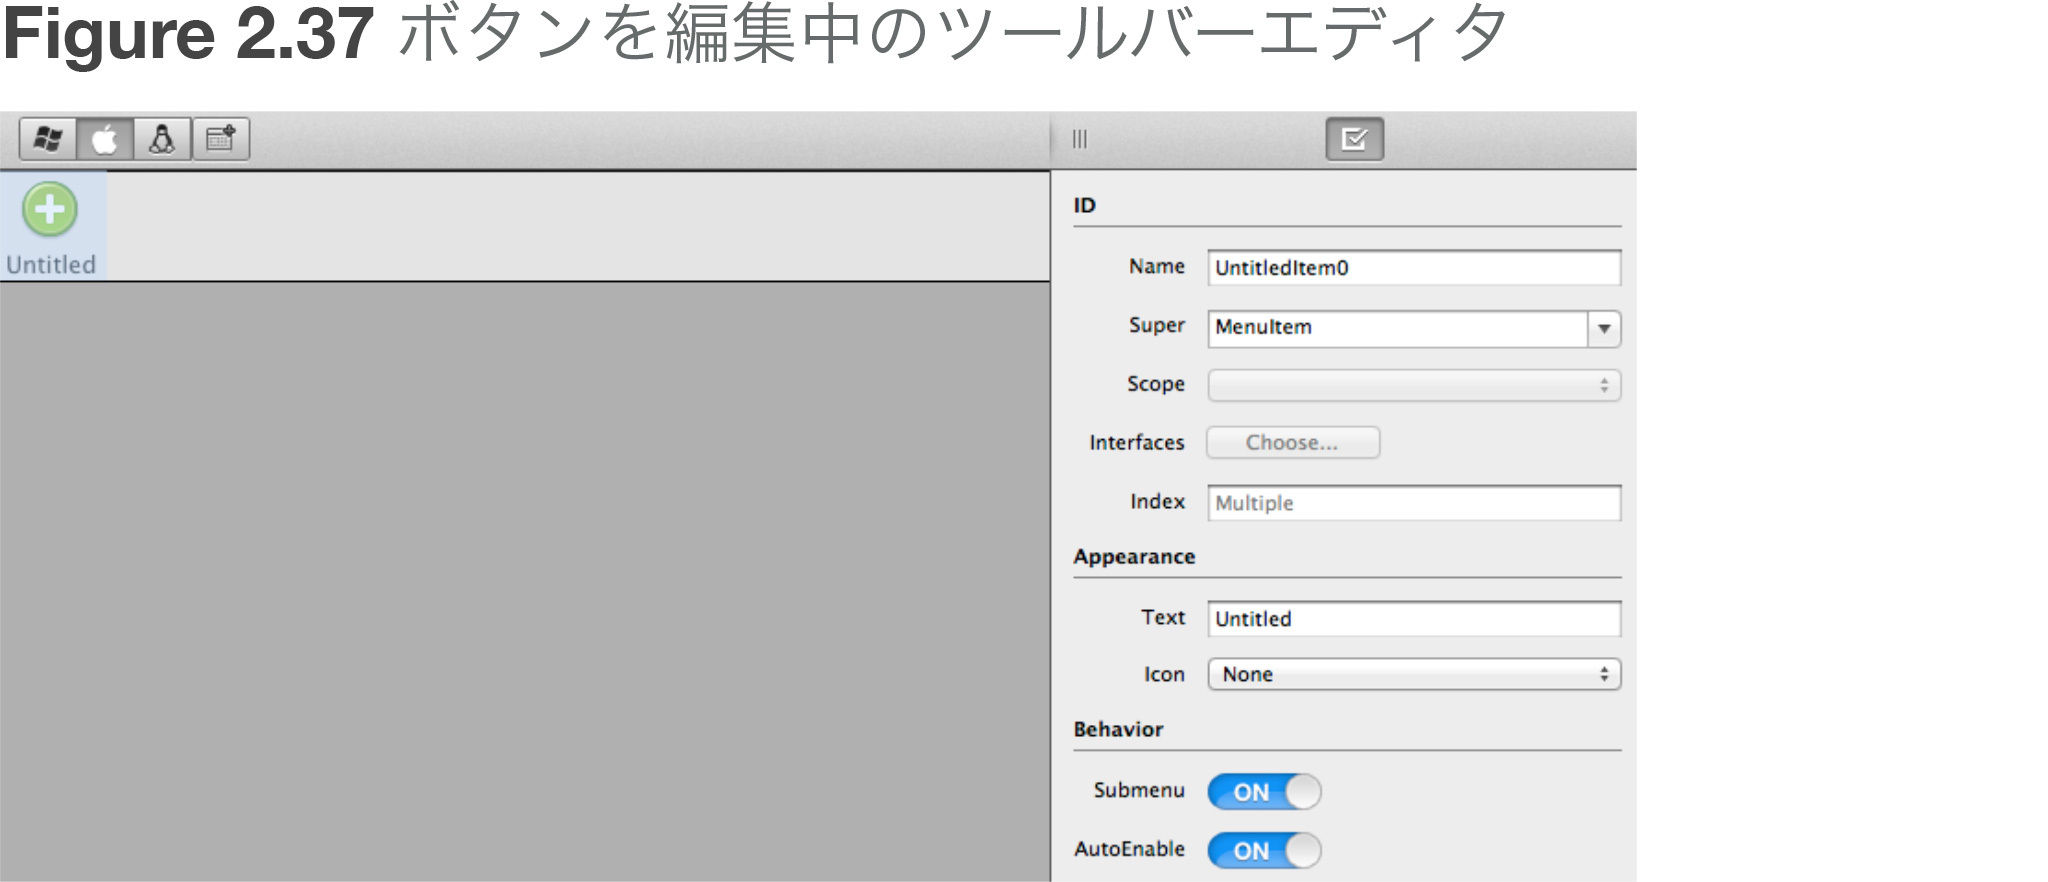 Figure 2.37 ボタンを編集中のツールバーエディタ
Untitled
ID
Name UntitledItem0
Super MenuItem
Scope
Interfaces Choose...
Index Multiple
Appearance
Text Untitled
Icon None
Behavior
Submenu ON
AutoEnable ON